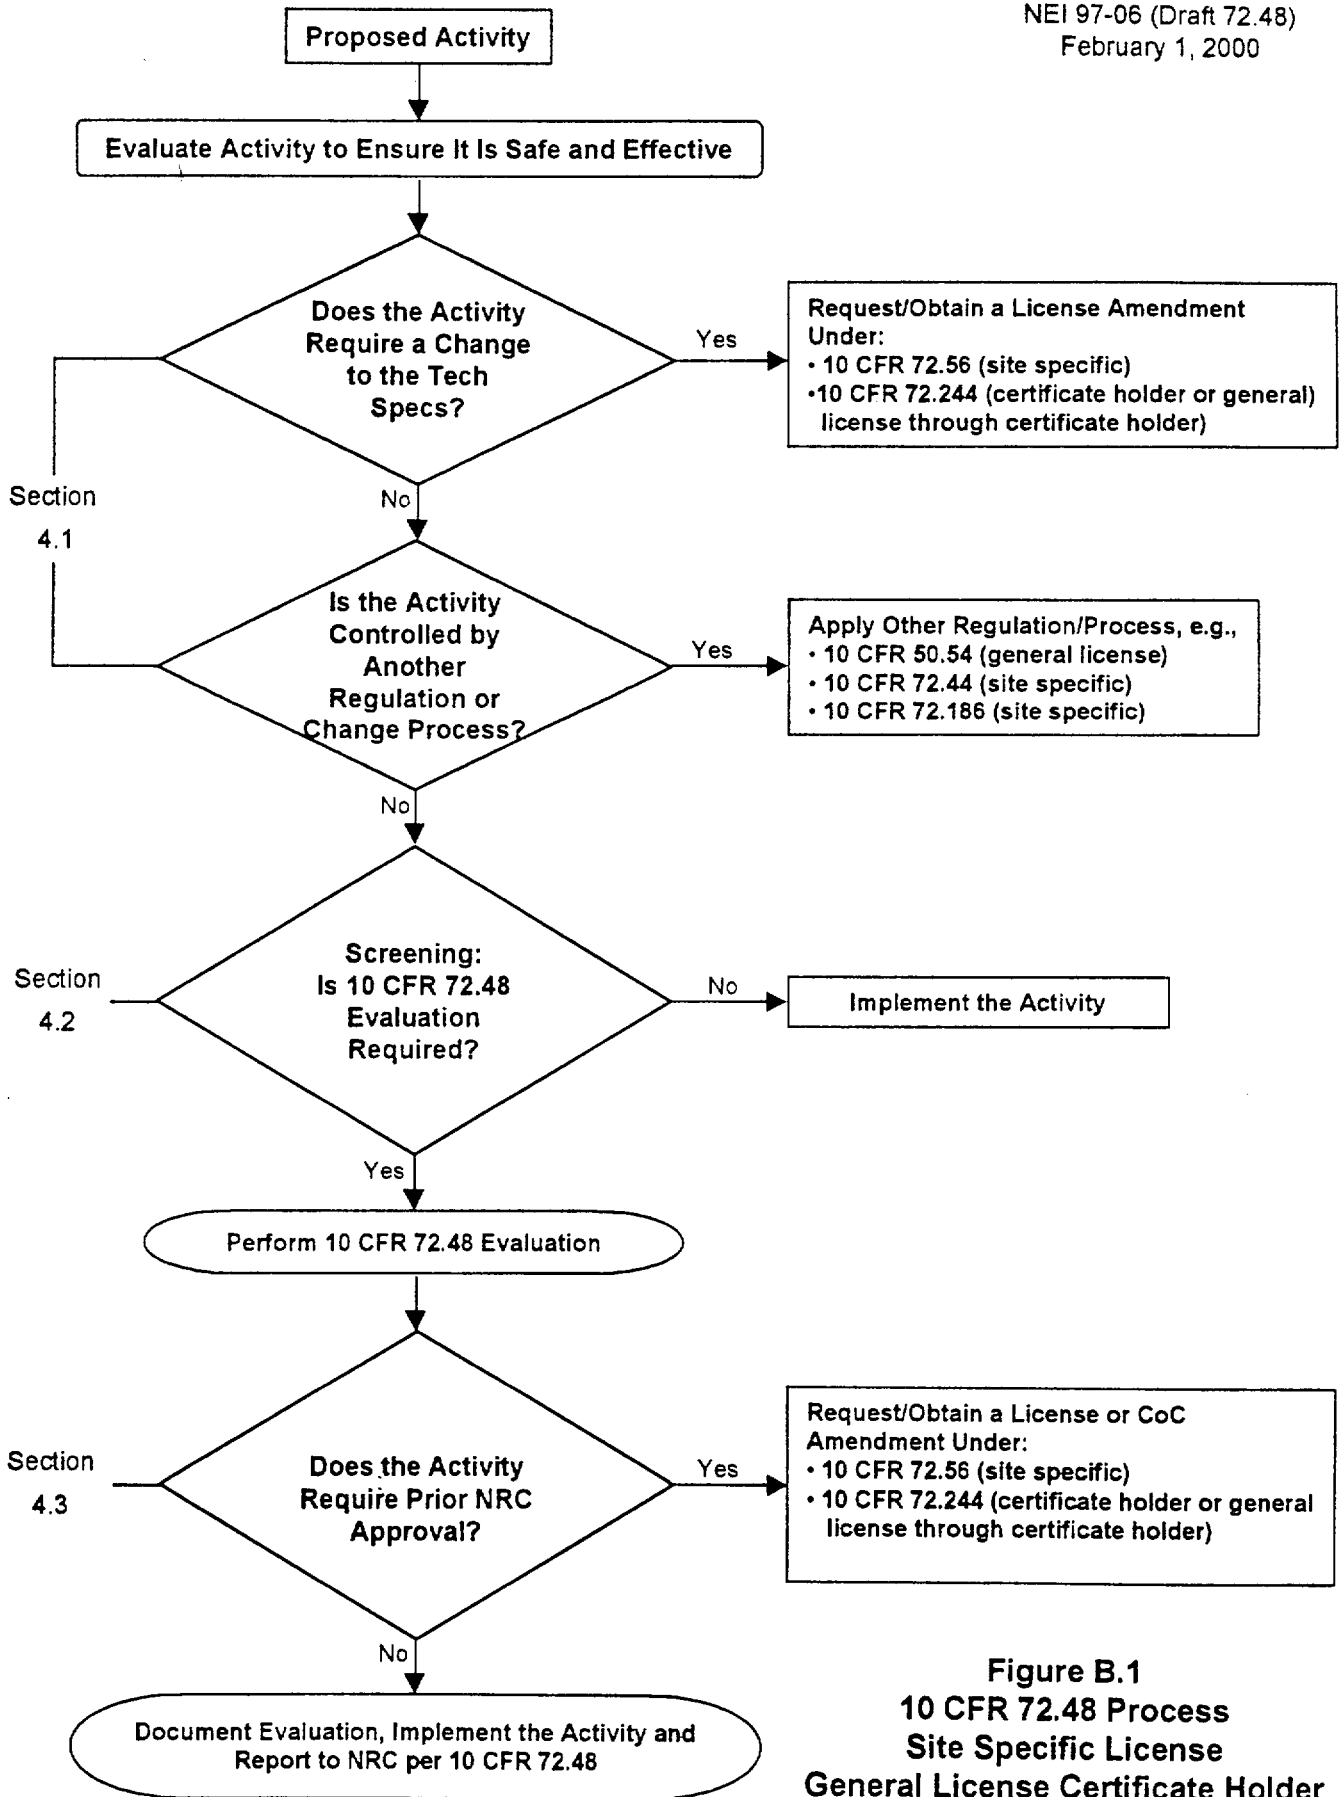 NEI 97-06 (Draft 72.48)
February 1, 2000
Proposed Activity
Evaluate Activity to Ensure It Is Safe and Effective
Does the Activity
Require a Change
to the Tech
Specs?
Yes
Request/Obtain a License Amendment
Under:
• 10 CFR 72.56 (site specific)
•10 CFR 72.244 (certificate holder or general)
license through certificate holder)
Section
4.1
No
Is the Activity
Controlled by
Another
Regulation or
Change Process?
Yes
Apply Other Regulation/Process, e.g.,
• 10 CFR 50.54 (general license)
• 10 CFR 72.44 (site specific)
• 10 CFR 72.186 (site specific)
No
Section
4.2
Screening:
Is 10 CFR 72.48
Evaluation
Required?
No
Implement the Activity
Yes
Perform 10 CFR 72.48 Evaluation
Section
4.3
Does the Activity
Require Prior NRC
Approval?
Yes
Request/Obtain a License or CoC
Amendment Under:
• 10 CFR 72.56 (site specific)
• 10 CFR 72.244 (certificate holder or general
license through certificate holder)
No
Document Evaluation, Implement the Activity and
Report to NRC per 10 CFR 72.48
Figure B.1
10 CFR 72.48 Process
Site Specific License
General License Certificate Holder